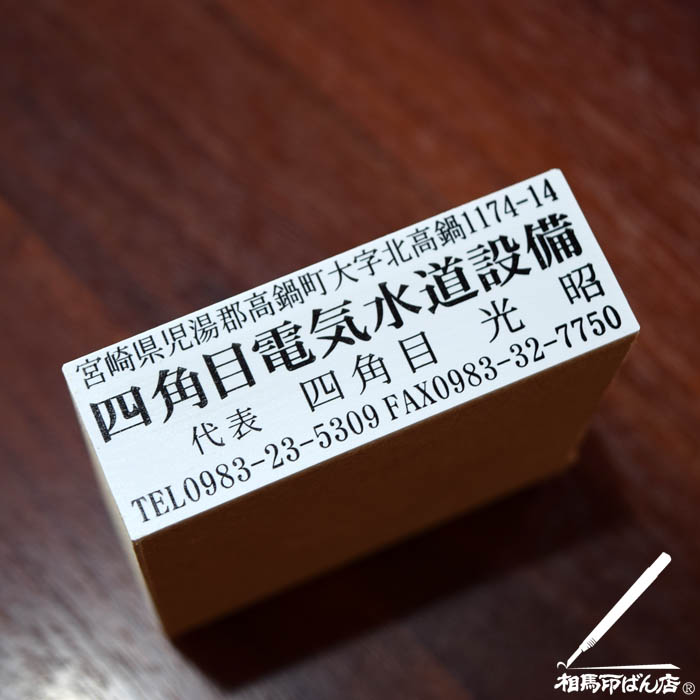 宮崎県児湯郡高鍋町大字北高鍋1174-14
四角目電気水道設備
代表　四角目　光　昭
TEL0983-23-5309 FAX0983-32-7750
相馬印ばん店®